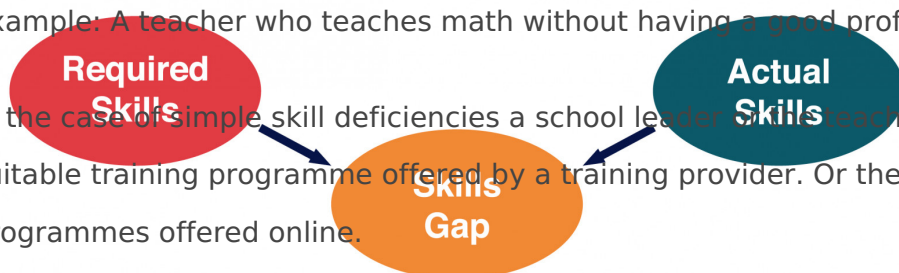 xample: A teacher who teaches math without having a good prof
Required
Skills
Actual
Skills
the case of simple skill deficiencies a school leader or the teach
uitable training programme offered by a training provider. Or the
Skills
Gap
ogrammes offered online.